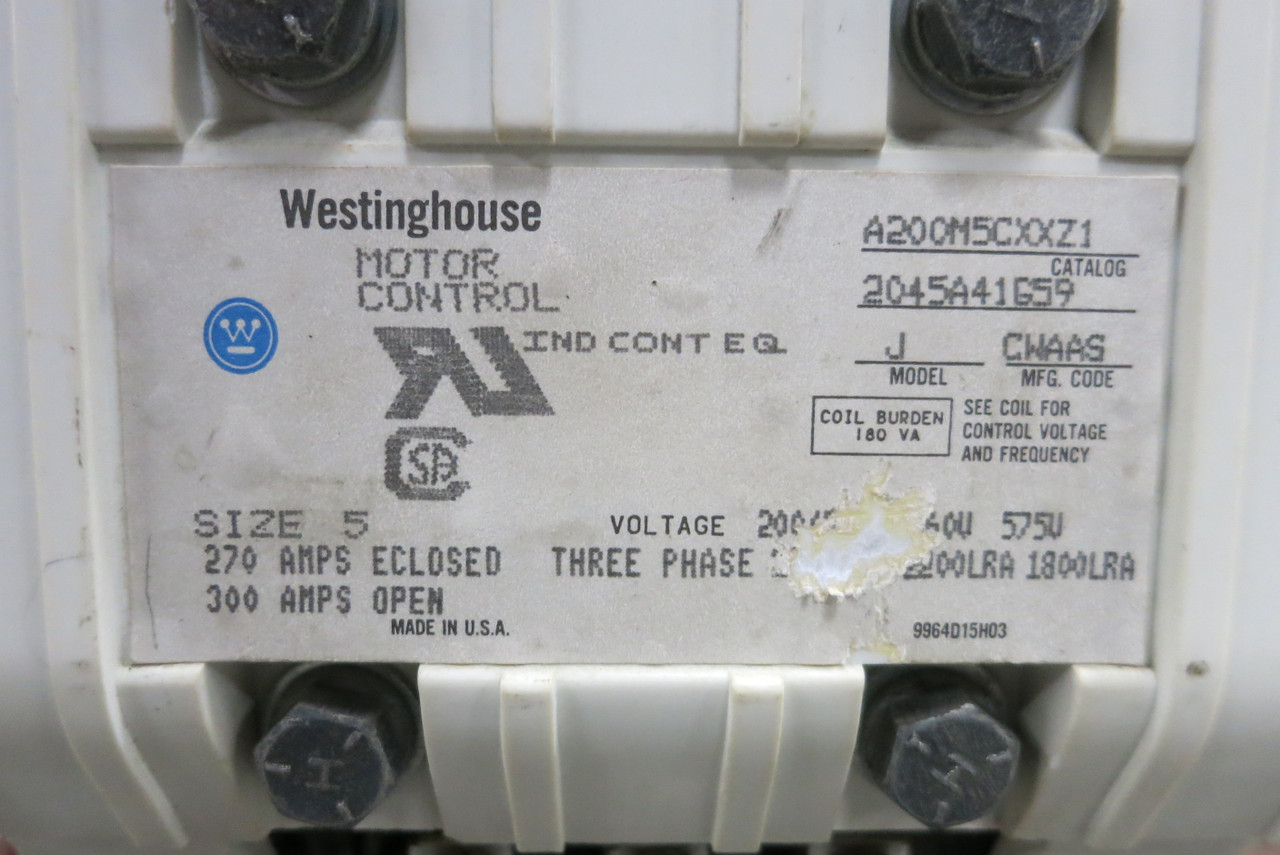 Westinghouse
MOTOR
CONTROL
IND CONT EQ
A200M5CXXZ1
CATALOG
2045A41G59
J CWAAS
MODEL MFG. CODE
COIL BURDEN
180 VA
SEE COIL FOR
CONTROL VOLTAGE
AND FREQUENCY
SIZE 5
270 AMPS ECLOSED
300 AMPS OPEN
MADE IN U.S.A.
VOLTAGE 575V
THREE PHASE 1800LRA
9964D15H03